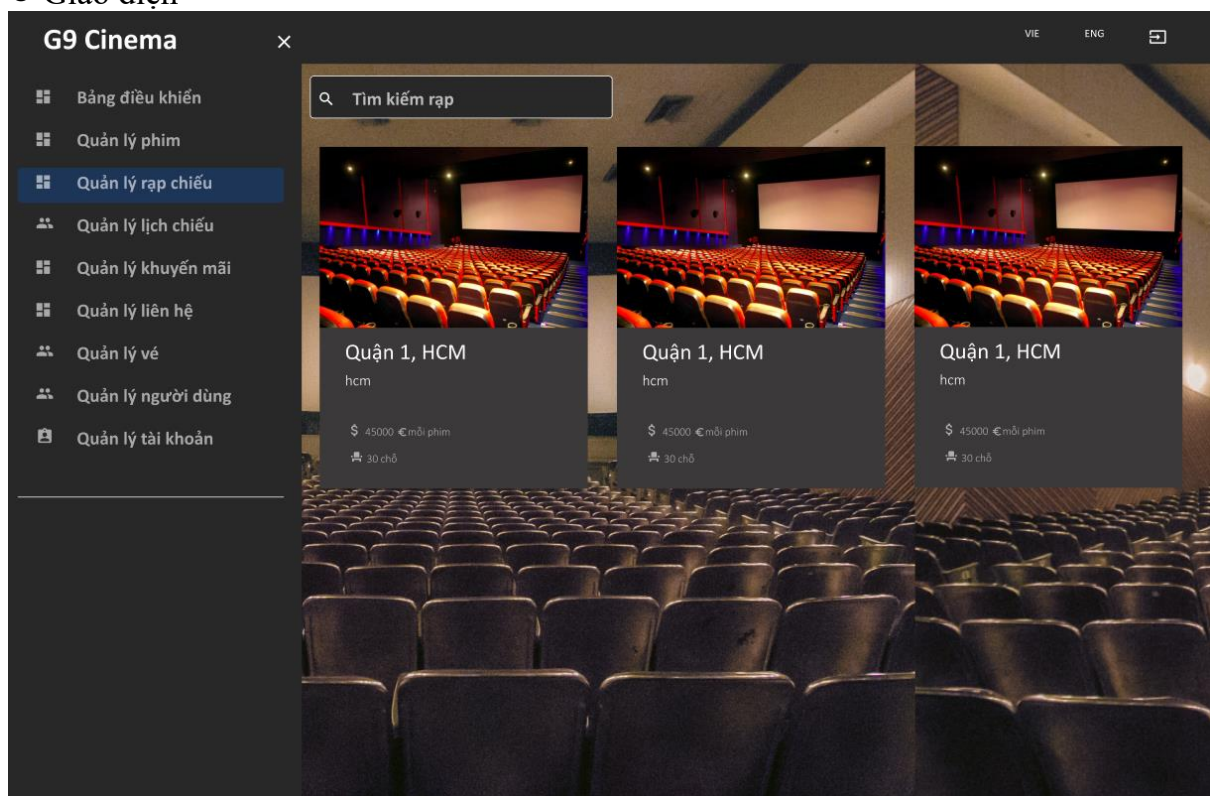 Giao diện
G9 Cinema
VIE ENG
Bảng điều khiển
Quản lý phim
Quản lý rạp chiếu
Quản lý lịch chiếu
Quản lý khuyến mãi
Quản lý liên hệ
Quản lý vé
Quản lý người dùng
Quản lý tài khoản
Tìm kiếm rạp
Quận 1, HCM
hcm
$ 45000 € mỗi phim
30 chỗ
Quận 1, HCM
hcm
$ 45000 € mỗi phim
30 chỗ
Quận 1, HCM
hcm
$ 45000 € mỗi phim
30 chỗ